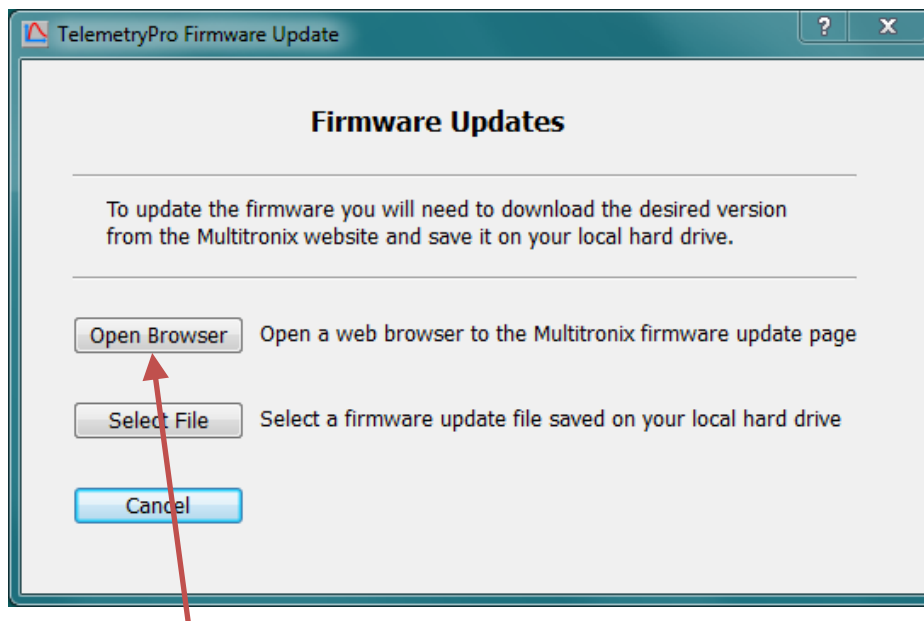 TelemetryPro Firmware Update
?
X
Firmware Updates
To update the firmware you will need to download the desired version
from the Multitronix website and save it on your local hard drive.
Open Browser Open a web browser to the Multitronix firmware update page
Select File Select a firmware update file saved on your local hard drive
Cancel